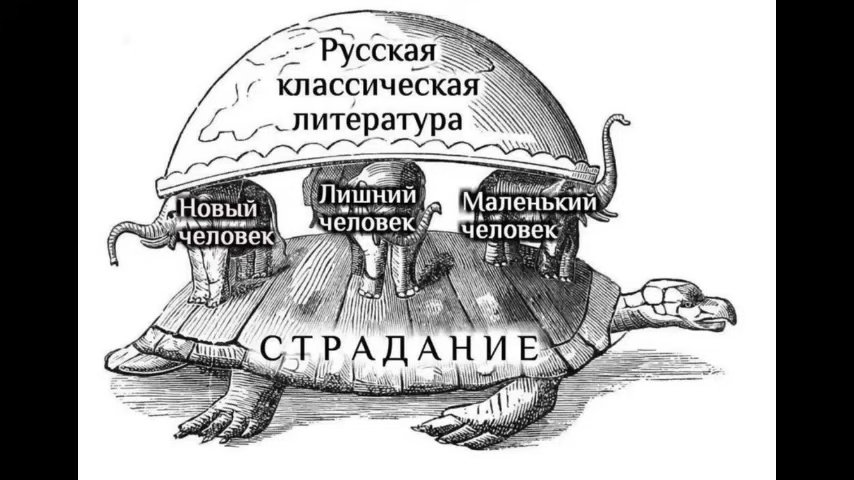 Русская
классическая
литература
Новый
человек
Лишний
человек
Маленький
человек
СТРАДАНИЕ